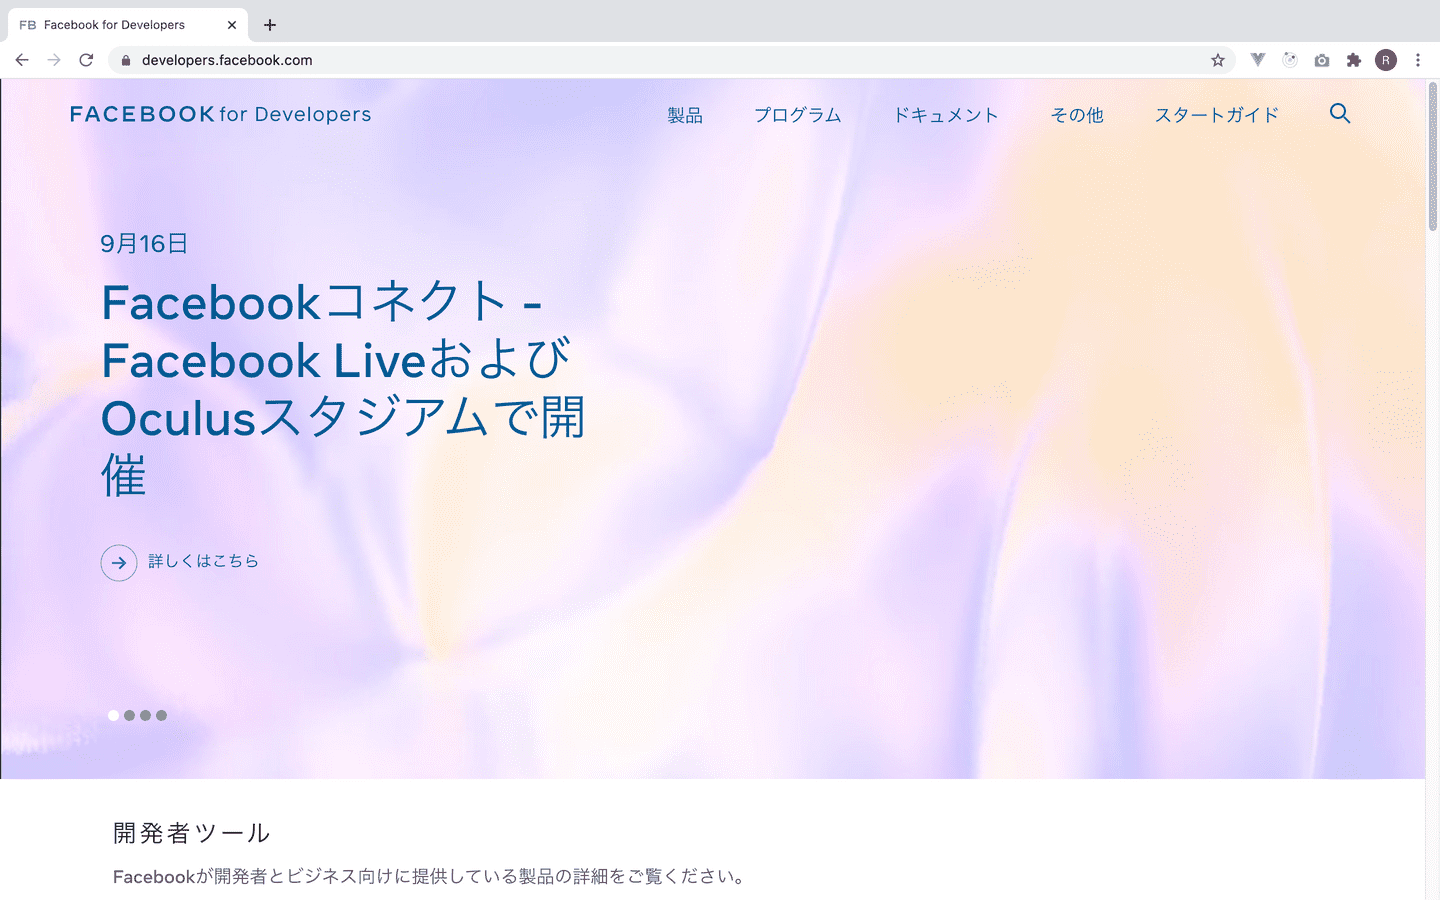 FB Facebook for Developers
developers.facebook.com
R
FACEBOOK for Developers
製品 プログラム ドキュメント その他 スタートガイド
9月16日
Facebookコネクト -
Facebook Liveおよび
Oculusスタジアムで開
催
詳しくはこちら
開発者ツール
Facebookが開発者とビジネス向けに提供している製品の詳細をご覧ください。